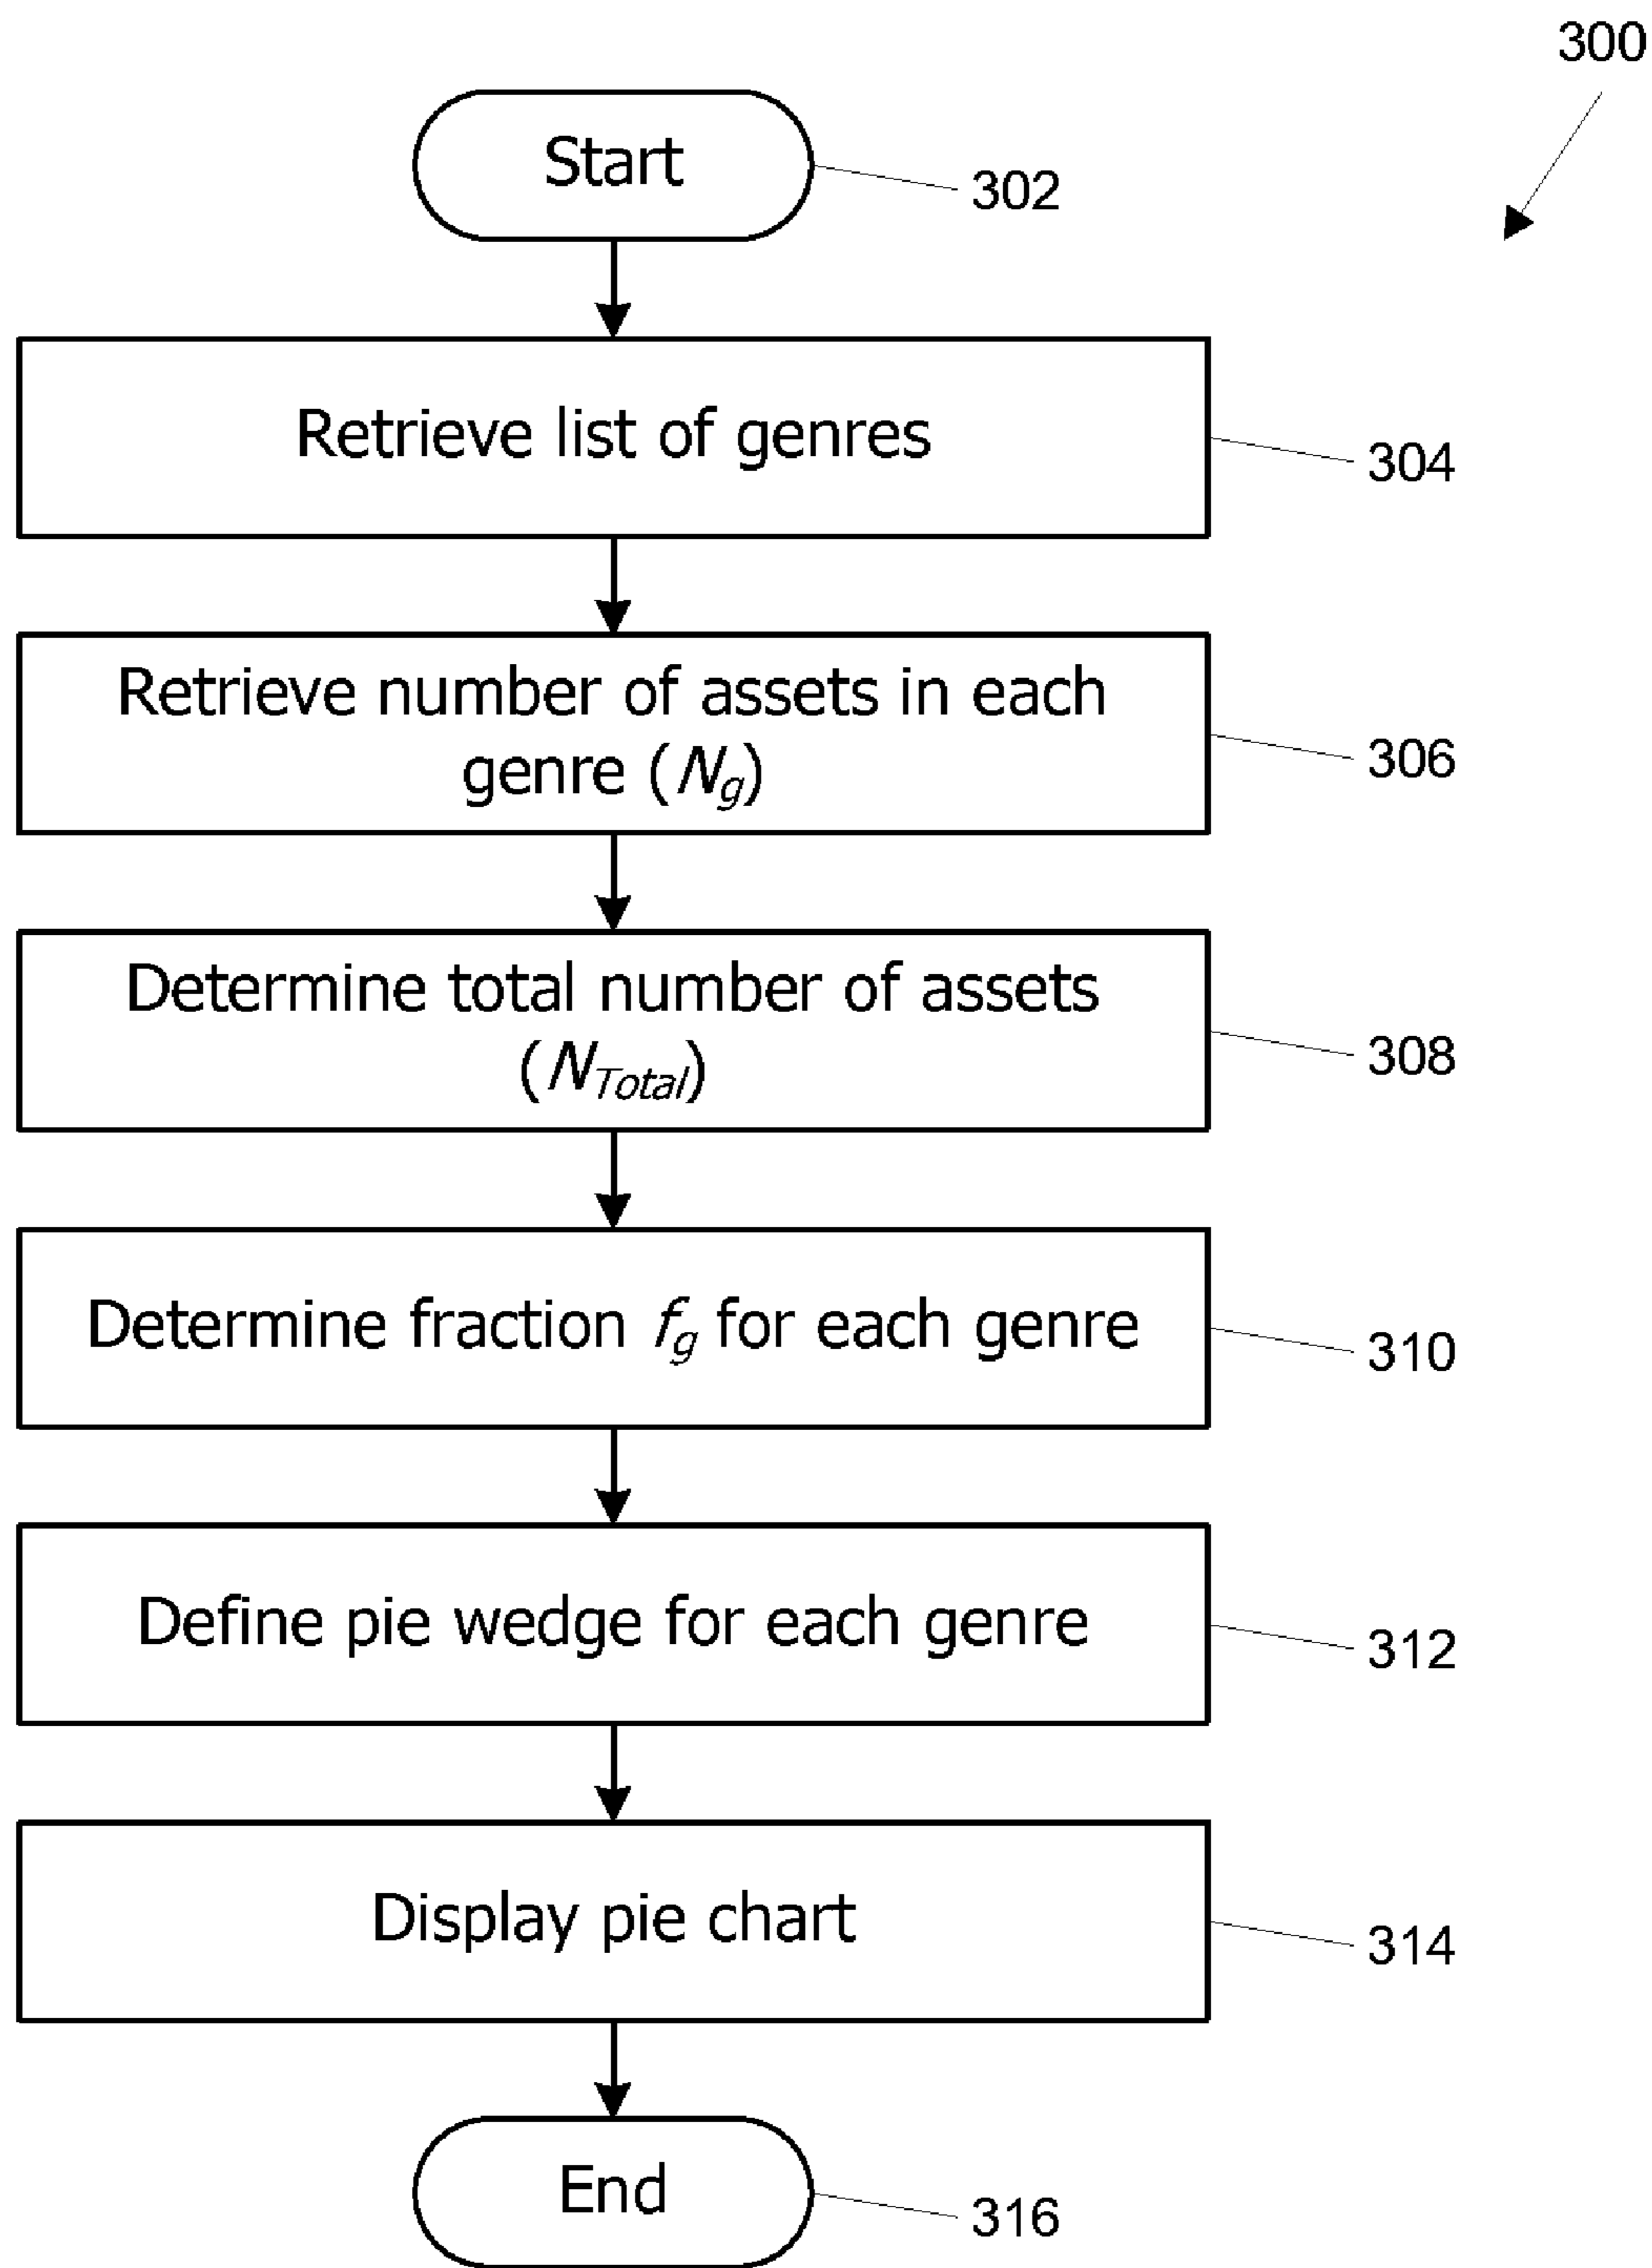 300
Start
302
Retrieve list of genres
304
Retrieve number of assets in each
genre (Ng)
306
Determine total number of assets
(NTotal)
308
Determine fraction fg for each genre
310
Define pie wedge for each genre
312
Display pie chart
314
End
316